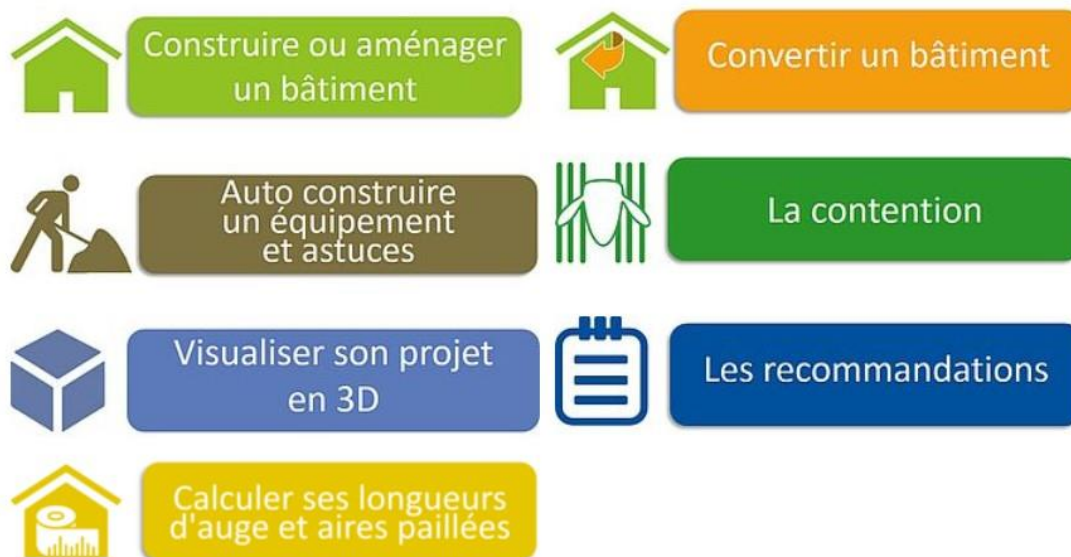 Construire ou aménager
un bâtiment
Convertir un bâtiment
Auto construire
un équipement
et astuces
La contention
Visualiser son projet
en 3D
Les recommandations
Calculer ses longueurs
d'auge et aires paillées